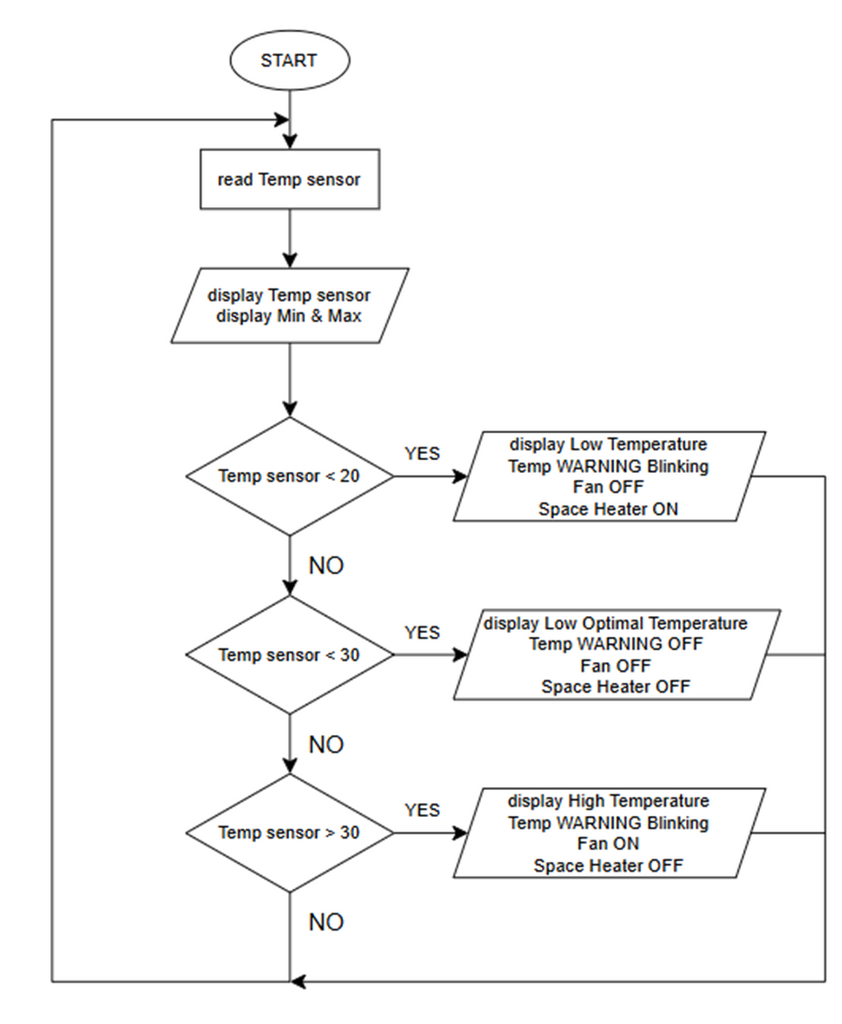 START
read Temp sensor
display Temp sensor
display Min & Max
Temp sensor < 20
YES
display Low Temperature
Temp WARNING Blinking
Fan OFF
Space Heater ON
NO
Temp sensor < 30
YES
display Low Optimal Temperature
Temp WARNING OFF
Fan OFF
Space Heater OFF
NO
Temp sensor > 30
YES
display High Temperature
Temp WARNING Blinking
Fan ON
Space Heater OFF
NO